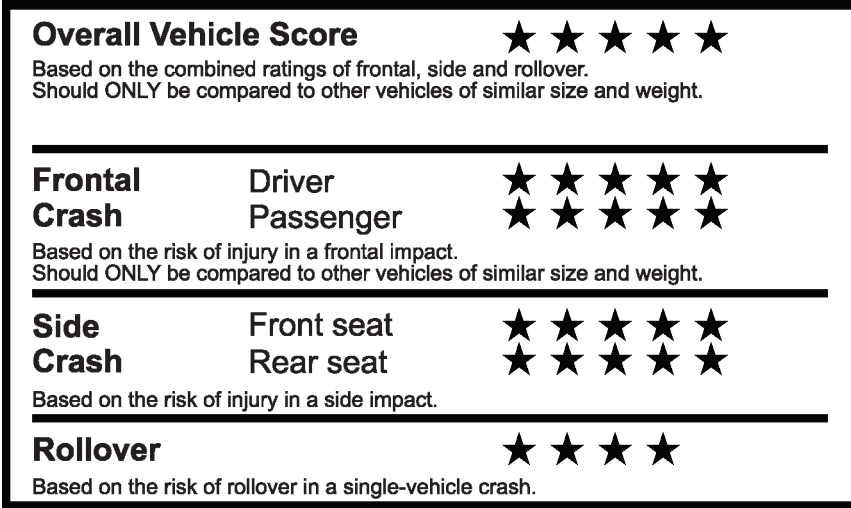 Overall Vehicle Score ★ ★ ★ ★ ★
Based on the combined ratings of frontal, side and rollover.
Should ONLY be compared to other vehicles of similar size and weight.
Frontal Driver ★ ★ ★ ★ ★
Crash Passenger ★ ★ ★ ★ ★
Based on the risk of injury in a frontal impact.
Should ONLY be compared to other vehicles of similar size and weight.
Side Front seat ★ ★ ★ ★ ★
Crash Rear seat ★ ★ ★ ★ ★
Based on the risk of injury in a side impact.
Rollover ★ ★ ★ ★
Based on the risk of rollover in a single-vehicle crash.